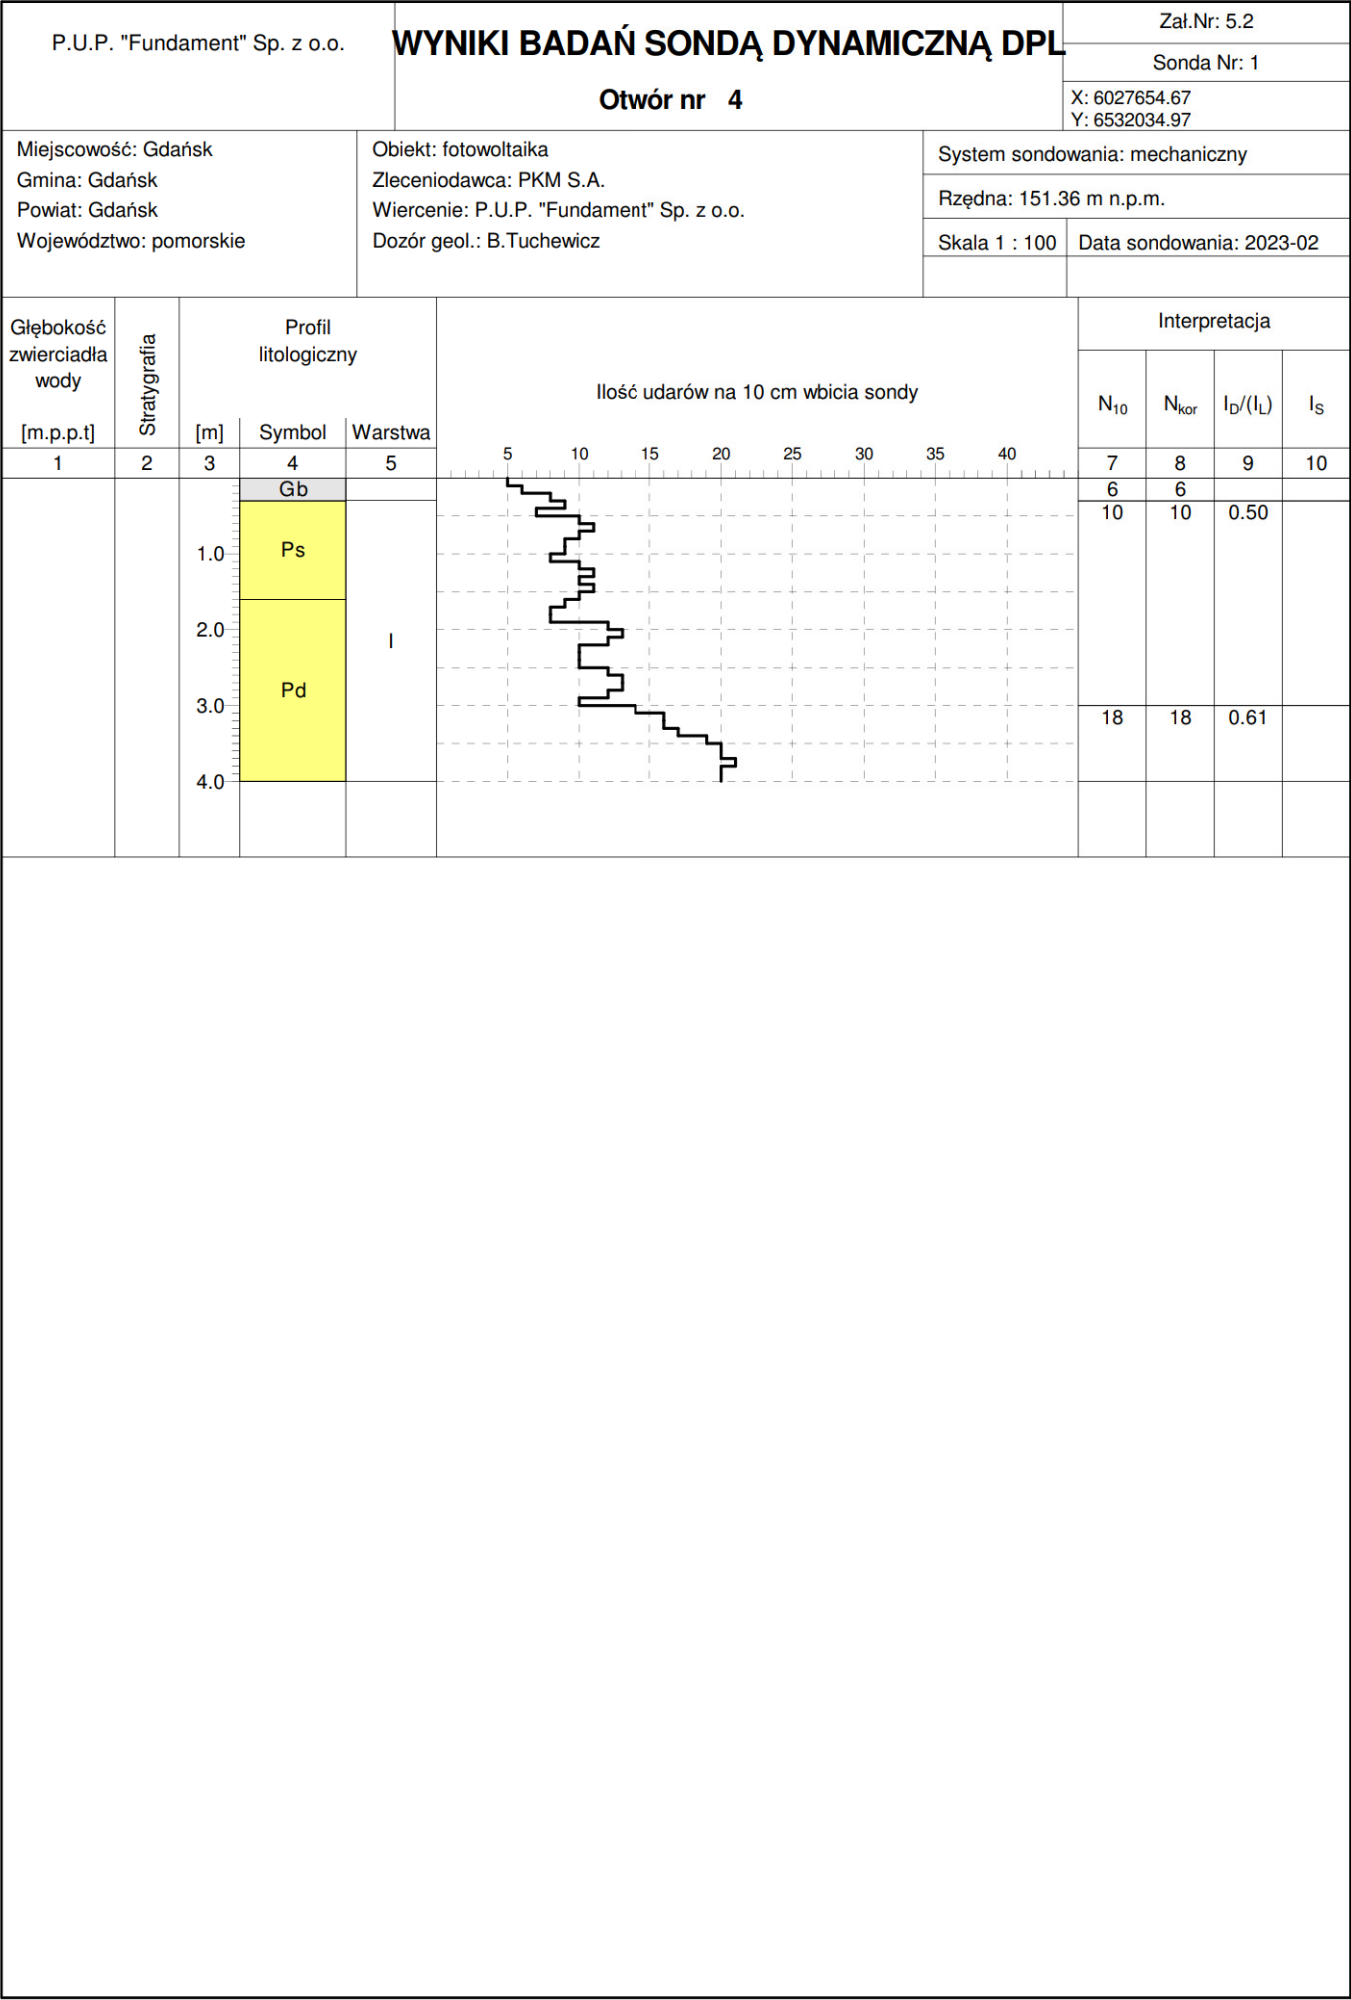 P.U.P. "Fundament" Sp. z o.o.
WYNIKI BADAŃ SONDĄ DYNAMICZNĄ DPL
Otwór nr 4
Zał.Nr: 5.2
Sonda Nr: 1
X: 6027654.67
Y: 6532034.97
Miejscowość: Gdańsk
Gmina: Gdańsk
Powiat: Gdańsk
Województwo: pomorskie
Obiekt: fotowoltaika
Zleceniodawca: PKM S.A.
Wiercenie: P.U.P. "Fundament" Sp. z o.o.
Dozór geol.: B.Tuchewicz
System sondowania: mechaniczny
Rzędna: 151.36 m n.p.m.
Skala 1 : 100
Data sondowania: 2023-02
Głębokość
zwierciadła
wody
[m.p.p.t]
Stratygrafia
Profil
litologiczny
[m] Symbol Warstwa
Ilość udarów na 10 cm wbicia sondy
Interpretacja
N10 Nkor ID/(IL) IS
5 10 15 20 25 30 35 40
1 2 3 4 5 7 8 9 10
Gb 6 6
10 10 0.50
1.0 Ps
2.0
I
Pd
3.0
18 18 0.61
4.0